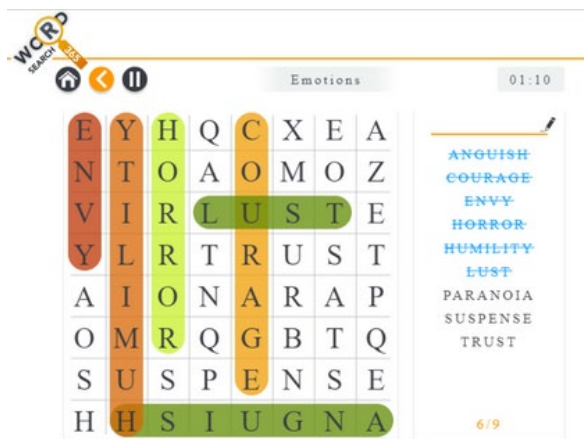 WORD
SEARCH 365
Emotions
01:10
E Y H Q C X E A
N T O A O M O Z
V I R L U S T E
Y L R T R U S T
A I O N A R A P
O M R Q G B T Q
S U S P E N S E
H H S I U G N A
ANGUISH
COURAGE
ENVY
HORROR
HUMILITY
LUST
PARANOIA
SUSPENSE
TRUST
6/9